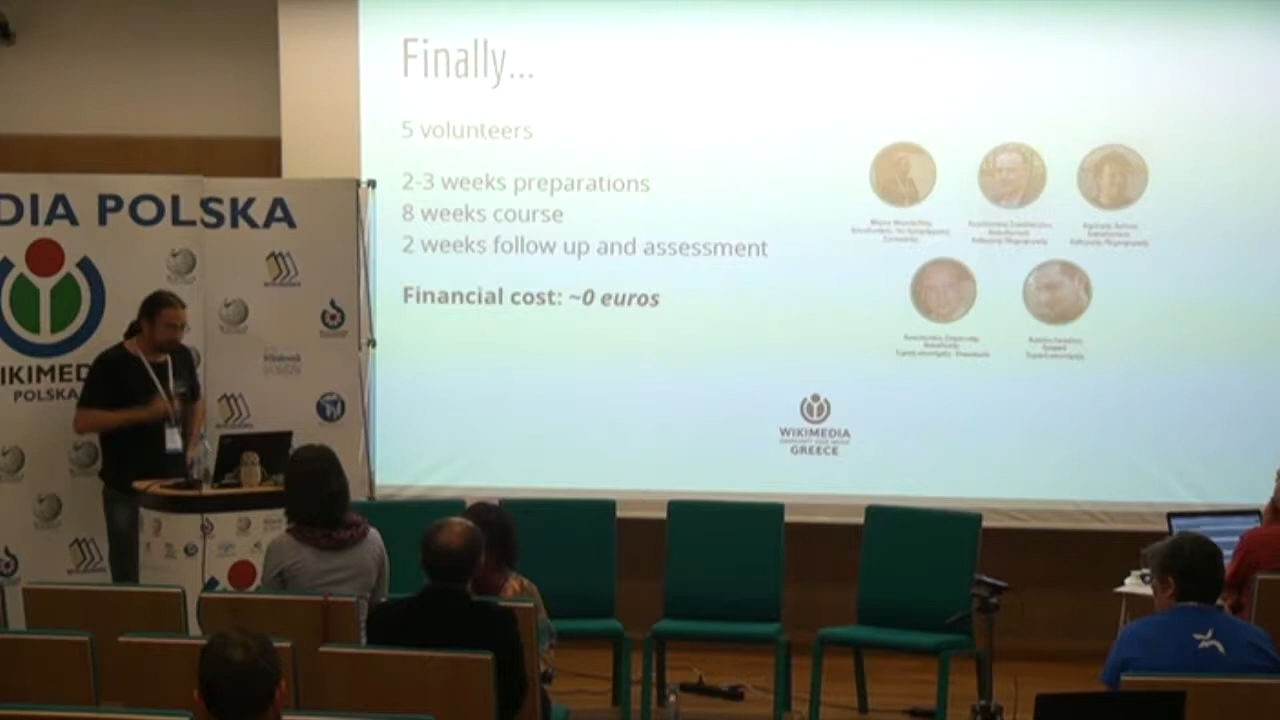 Finally...
5 volunteers
2-3 weeks preparations
8 weeks course
2 weeks follow up and assessment
Financial cost: ~0 euros
WIKIMEDIA
GREECE
DIA POLSKA
IKIMED
POLSKA